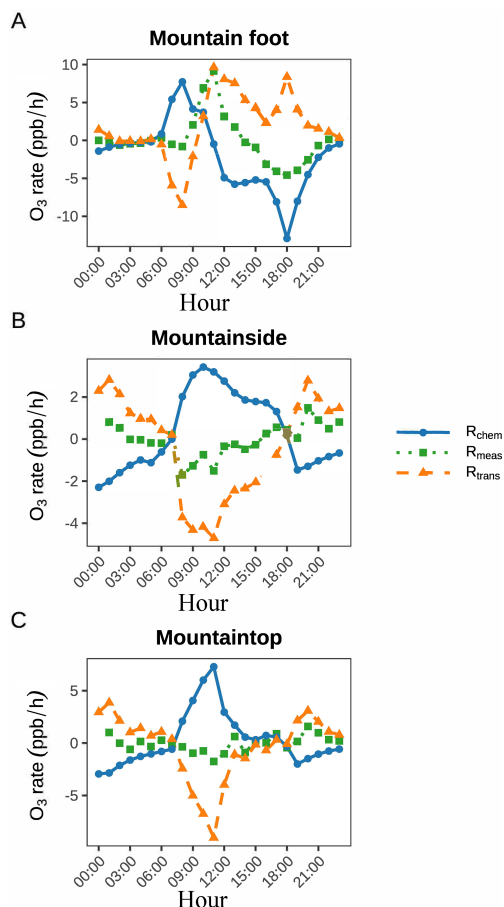 A
Mountain foot
O3 rate (ppb/h)
10
5
0
-5
-10
00:00 03:00 06:00 09:00 12:00 18:00 21:00
Hour
B
Mountainside
O3 rate (ppb/h)
2
0
-2
-4
00:00 03:00 06:00 09:00 12:00 15:00 18:00 21:00
Hour
Rchem
Rmeas
Rtrans
C
Mountaintop
O3 rate (ppb/h)
5
0
-5
00:00 03:00 06:00 09:00 12:00 15:00 18:00 21:00
Hour